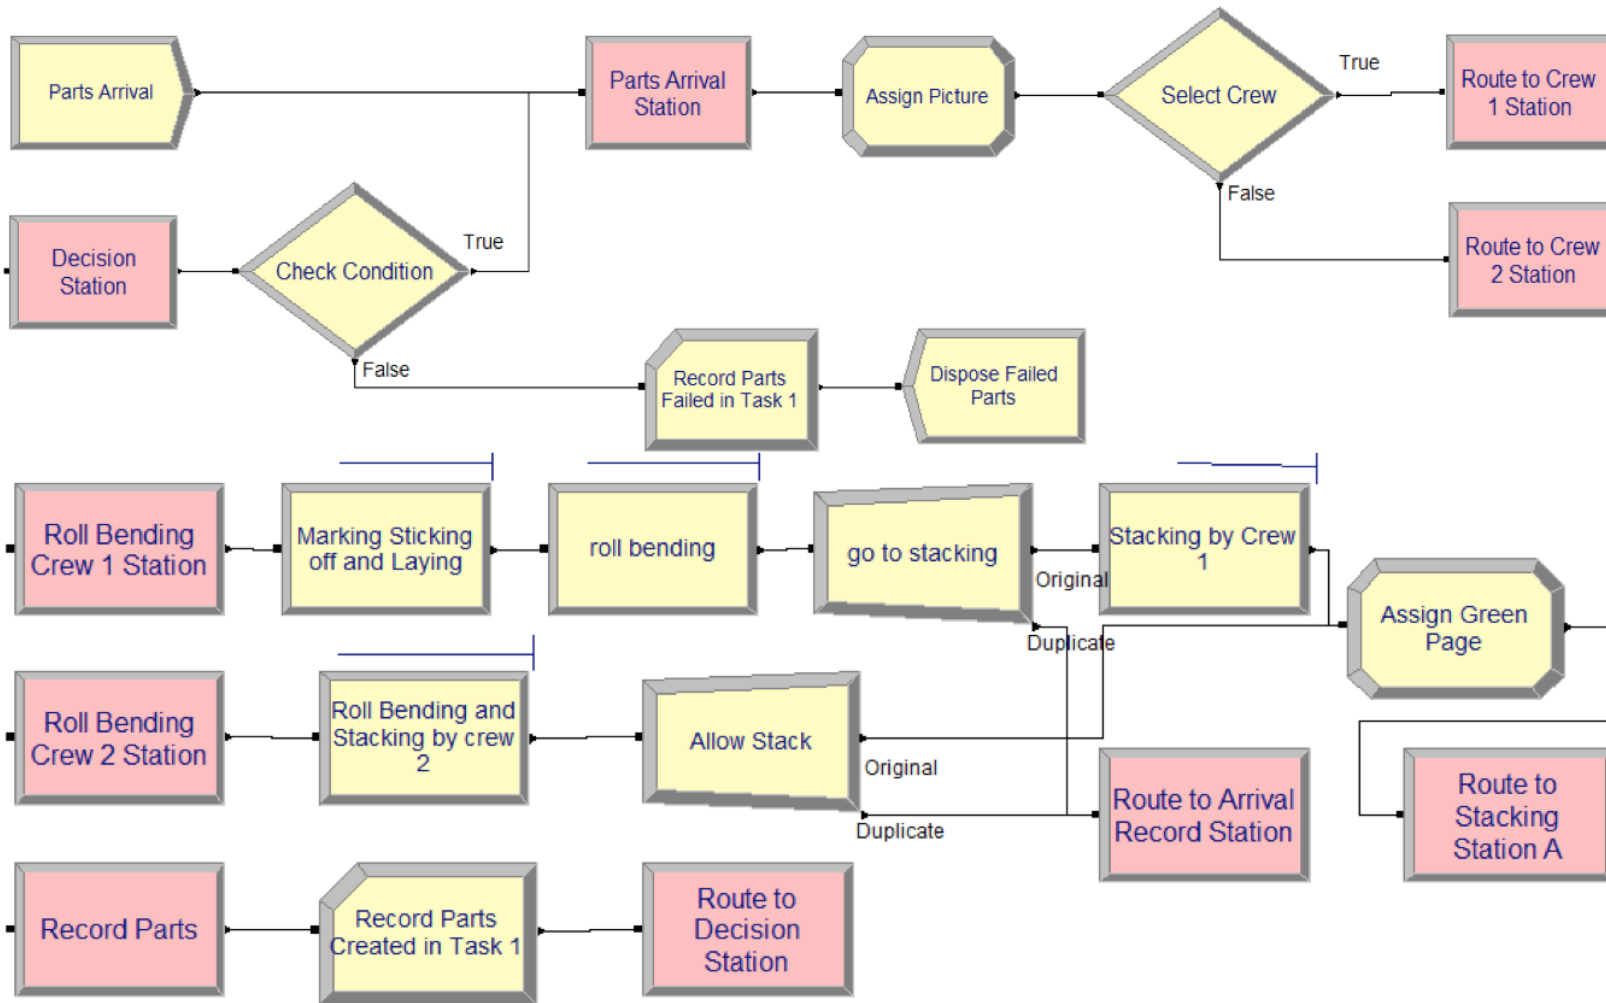 Parts Arrival
Parts Arrival
Station
Assign Picture
Select Crew
True
Route to Crew
1 Station
False
Route to Crew
2 Station
Decision
Station
Check Condition
True
False
Record Parts
Failed in Task 1
Dispose Failed
Parts
Roll Bending
Crew 1 Station
Marking Sticking
off and Laying
roll bending
go to stacking
Original
Duplicate
Stacking by Crew
1
Assign Green
Page
Roll Bending
Crew 2 Station
Roll Bending and
Stacking by crew
2
Allow Stack
Original
Duplicate
Route to Arrival
Record Station
Route to
Stacking
Station A
Record Parts
Record Parts
Created in Task 1
Route to
Decision
Station